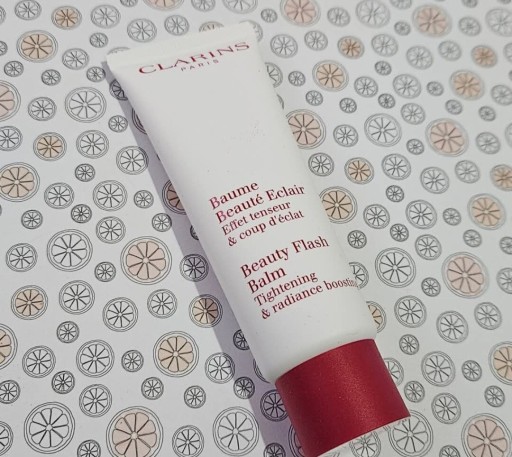 CLARINS
PARIS
Baume
Beauté Eclair
Effet tenseur
& coup d'éclat
Beauty Flash
Balm
Tightening
& radiance boosting